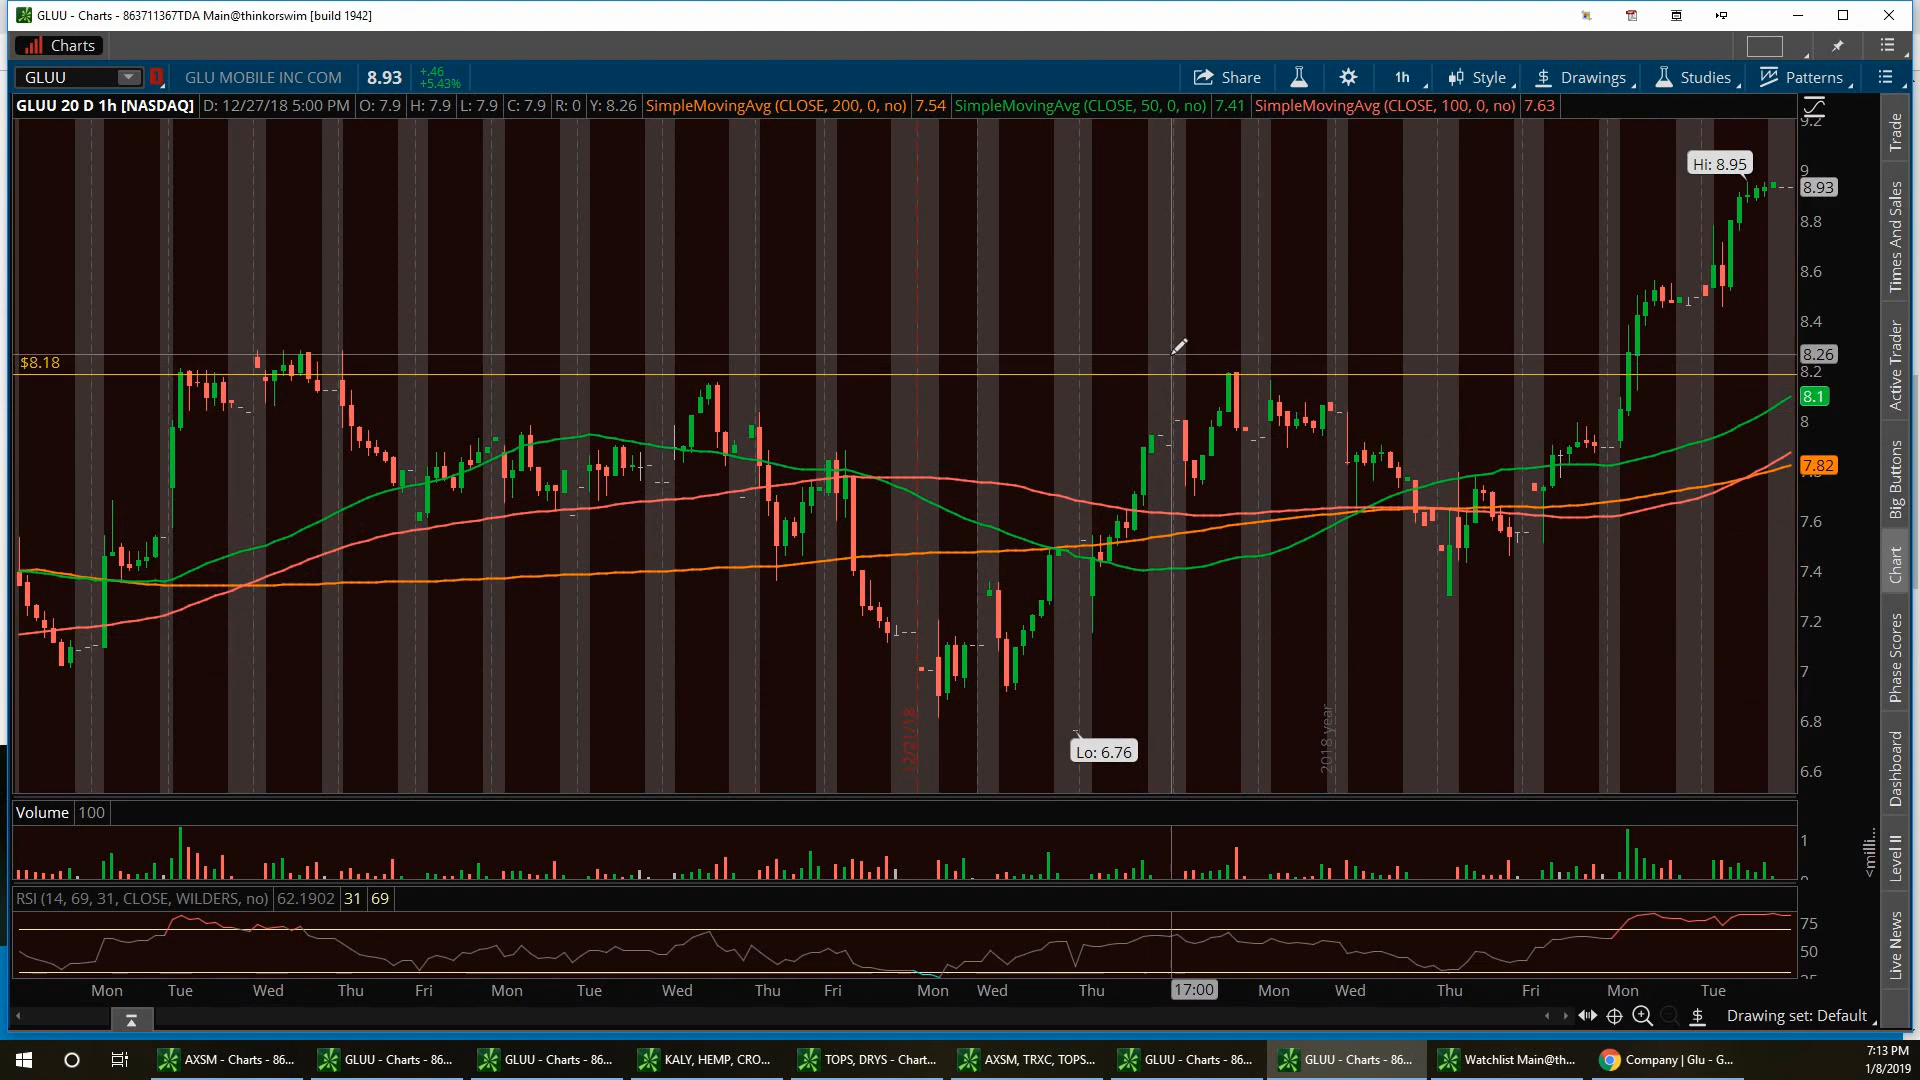 GLUU - Charts - 863711367TDA Main@thinkorswim [build 1942]
Charts
GLUU 1 GLU MOBILE INC COM 8.93 +.46 +5.43% Share 1h Style Drawings Studies Patterns
GLUU 20 D 1h [NASDAQ] D: 12/27/18 5:00 PM O: 7.9 H: 7.9 L: 7.9 C: 7.9 R: 0 Y: 8.26 SimpleMovingAvg (CLOSE, 200, 0, no) 7.54 SimpleMovingAvg (CLOSE, 50, 0, no) 7.41 SimpleMovingAvg (CLOSE, 100, 0, no) 7.63
9.2
Hi: 8.95
9
8.93
8.8
8.6
8.4
8.26
$8.18
8.2
8.1
8
7.82
7.6
7.4
7.2
7
6.8
Lo: 6.76
6.6
12/21/18
2018 year
Trade
Times And Sales
Active Trader
Big Buttons
Chart
Phase Scores
Dashboard
Level II
Live News
Volume 100
1
<milli...
RSI (14, 69, 31, CLOSE, WILDERS, no) 62.1902 31 69
75
50
Mon Tue Wed Thu Fri Mon Tue Wed Thu Fri Mon Wed Thu 17:00 Mon Wed Thu Fri Mon Tue
Drawing set: Default
AXSM - Charts - 86... GLUU - Charts - 86... GLUU - Charts - 86... KALY, HEMP, CRO... TOPS, DRYS - Chart... AXSM, TRXC, TOPS... GLUU - Charts - 86... GLUU - Charts - 86... Watchlist Main@th... Company | Glu - G...
7:13 PM
1/8/2019